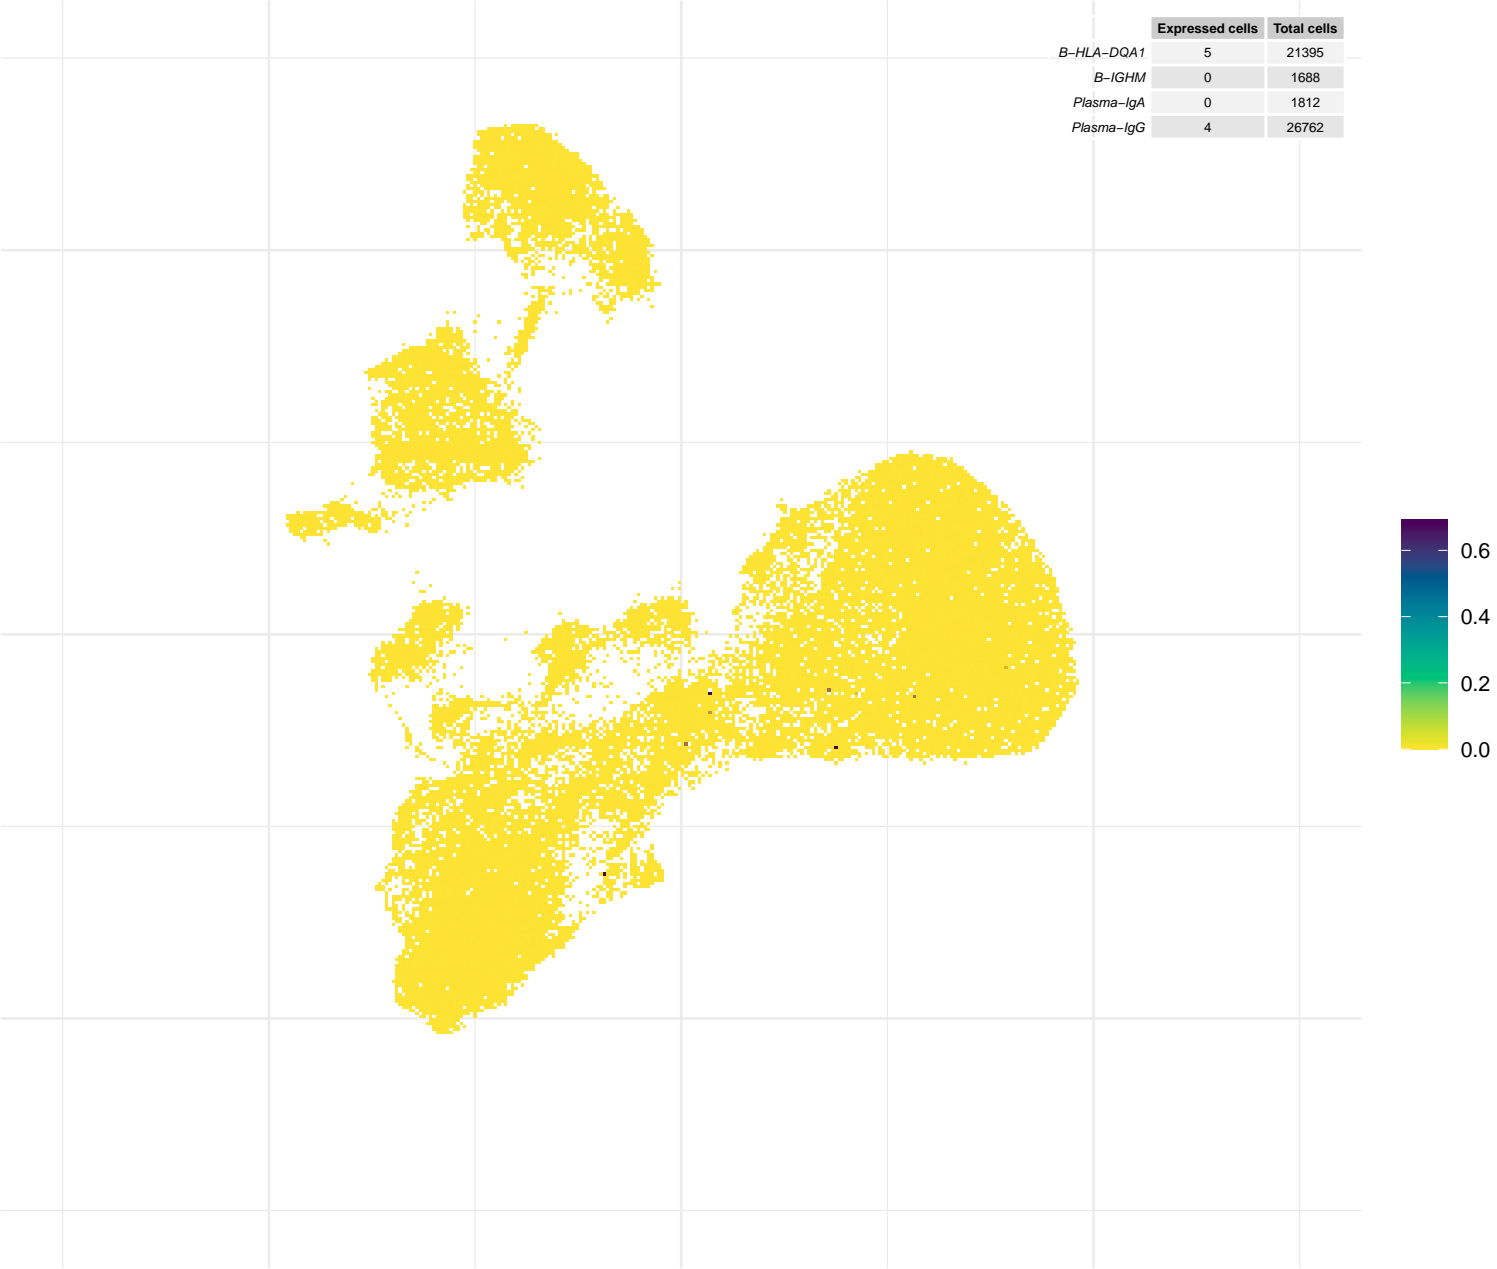 Expressed cells Total cells
B−HLA−DQA1 5 21395
B−IGHM 0 1688
Plasma−IgA 0 1812
Plasma−IgG 4 26762
0.6
0.4
0.2
0.0